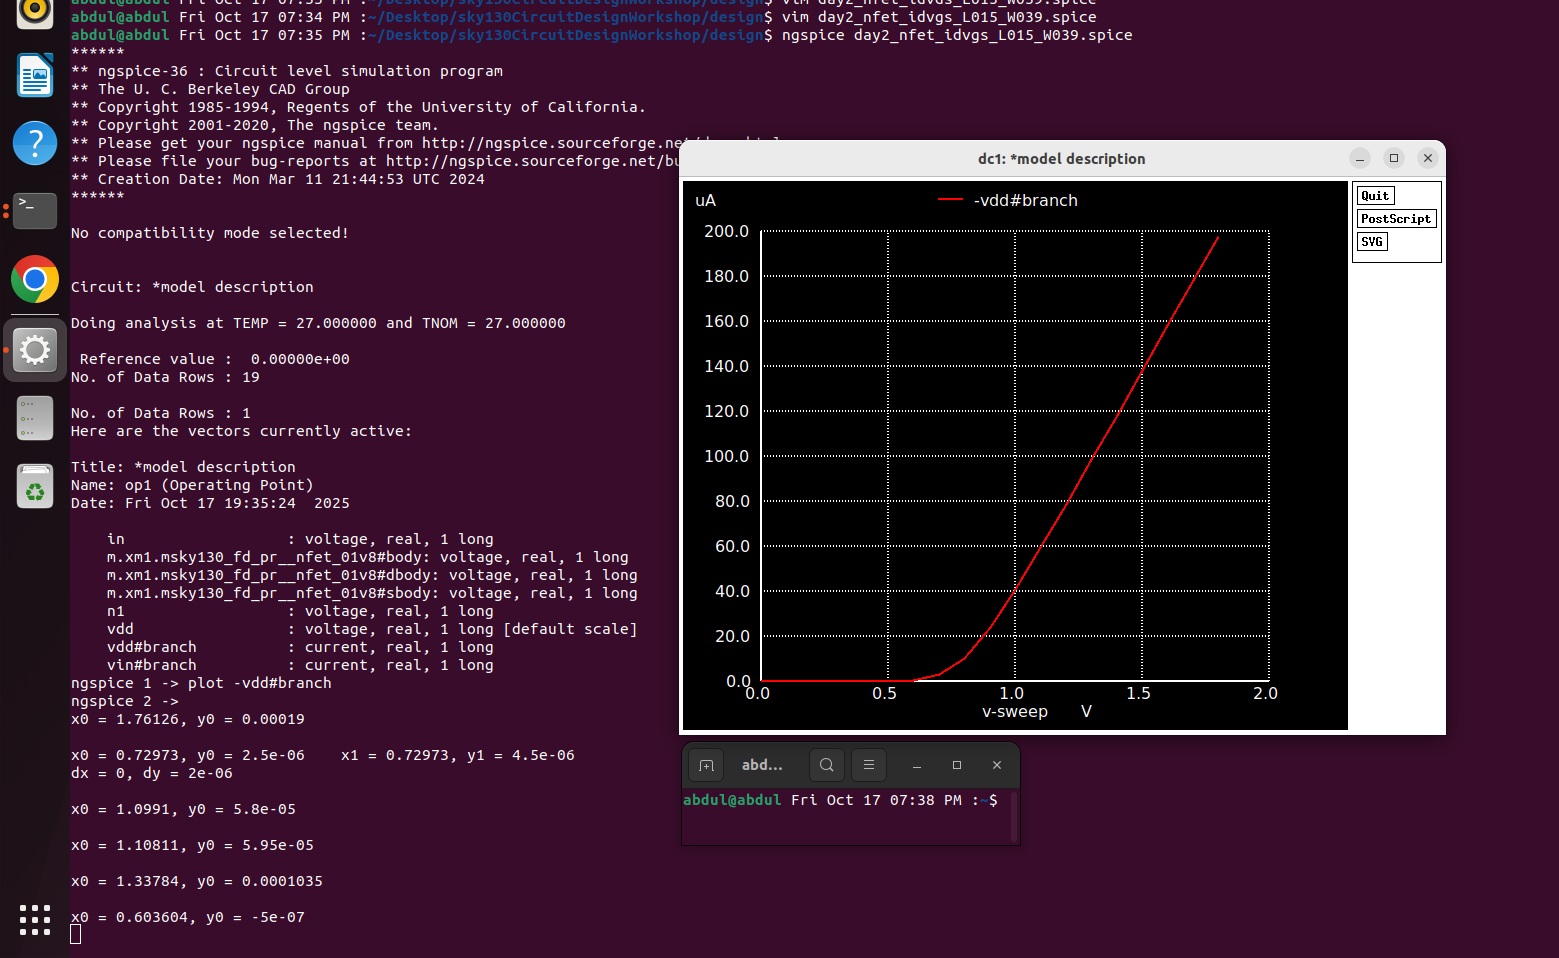 abdul@abdul Fri Oct 17 07:33 PM :~/Desktop/sky130CircuitDesignWorkshop/design$ vim day2_nfet_idvgs_L015_W039.spice
abdul@abdul Fri Oct 17 07:34 PM :~/Desktop/sky130CircuitDesignWorkshop/design$ vim day2_nfet_idvgs_L015_W039.spice
abdul@abdul Fri Oct 17 07:35 PM :~/Desktop/sky130CircuitDesignWorkshop/design$ ngspice day2_nfet_idvgs_L015_W039.spice
******
** ngspice-36 : Circuit level simulation program
** The U. C. Berkeley CAD Group
** Copyright 1985-1994, Regents of the University of California.
** Copyright 2001-2020, The ngspice team.
** Please get your ngspice manual from http://ngspice.sourceforge.net/
** Please file your bug-reports at http://ngspice.sourceforge.net/bu
** Creation Date: Mon Mar 11 21:44:53 UTC 2024
******
No compatibility mode selected!
Circuit: *model description
Doing analysis at TEMP = 27.000000 and TNOM = 27.000000
Reference value :  0.00000e+00
No. of Data Rows : 19
No. of Data Rows : 1
Here are the vectors currently active:
Title: *model description
Name: op1 (Operating Point)
Date: Fri Oct 17 19:35:24  2025
in : voltage, real, 1 long
m.xm1.msky130_fd_pr__nfet_01v8#body: voltage, real, 1 long
m.xm1.msky130_fd_pr__nfet_01v8#dbody: voltage, real, 1 long
m.xm1.msky130_fd_pr__nfet_01v8#sbody: voltage, real, 1 long
n1 : voltage, real, 1 long
vdd : voltage, real, 1 long [default scale]
vdd#branch : current, real, 1 long
vin#branch : current, real, 1 long
ngspice 1 -> plot -vdd#branch
ngspice 2 ->
x0 = 1.76126, y0 = 0.00019
x0 = 0.72973, y0 = 2.5e-06    x1 = 0.72973, y1 = 4.5e-06
dx = 0, dy = 2e-06
x0 = 1.0991, y0 = 5.8e-05
x0 = 1.10811, y0 = 5.95e-05
x0 = 1.33784, y0 = 0.0001035
x0 = 0.603604, y0 = -5e-07
dc1: *model description
uA
-vdd#branch
200.0
180.0
160.0
140.0
120.0
100.0
80.0
60.0
40.0
20.0
0.0
0.0 0.5 1.0 1.5 2.0
v-sweep V
Quit
PostScript
SVG
abd...
abdul@abdul Fri Oct 17 07:38 PM :~$